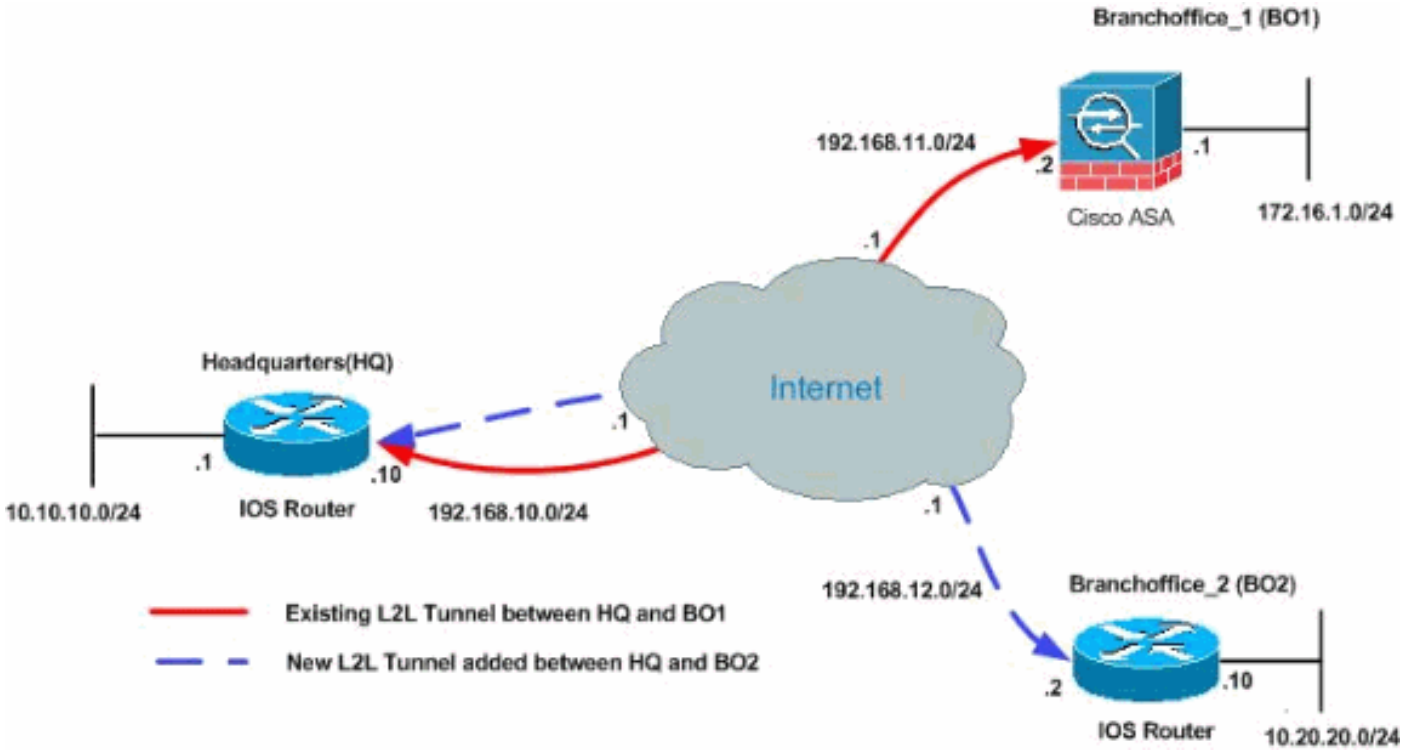 Branchoffice_1 (BO1)
192.168.11.0/24
.2
.1
Cisco ASA
172.16.1.0/24
.1
Headquarters(HQ)
Internet
.1
.1
.10
10.10.10.0/24
IOS Router
192.168.10.0/24
.1
192.168.12.0/24
Branchoffice_2 (BO2)
Existing L2L Tunnel between HQ and BO1
New L2L Tunnel added between HQ and BO2
.2
.10
IOS Router
10.20.20.0/24